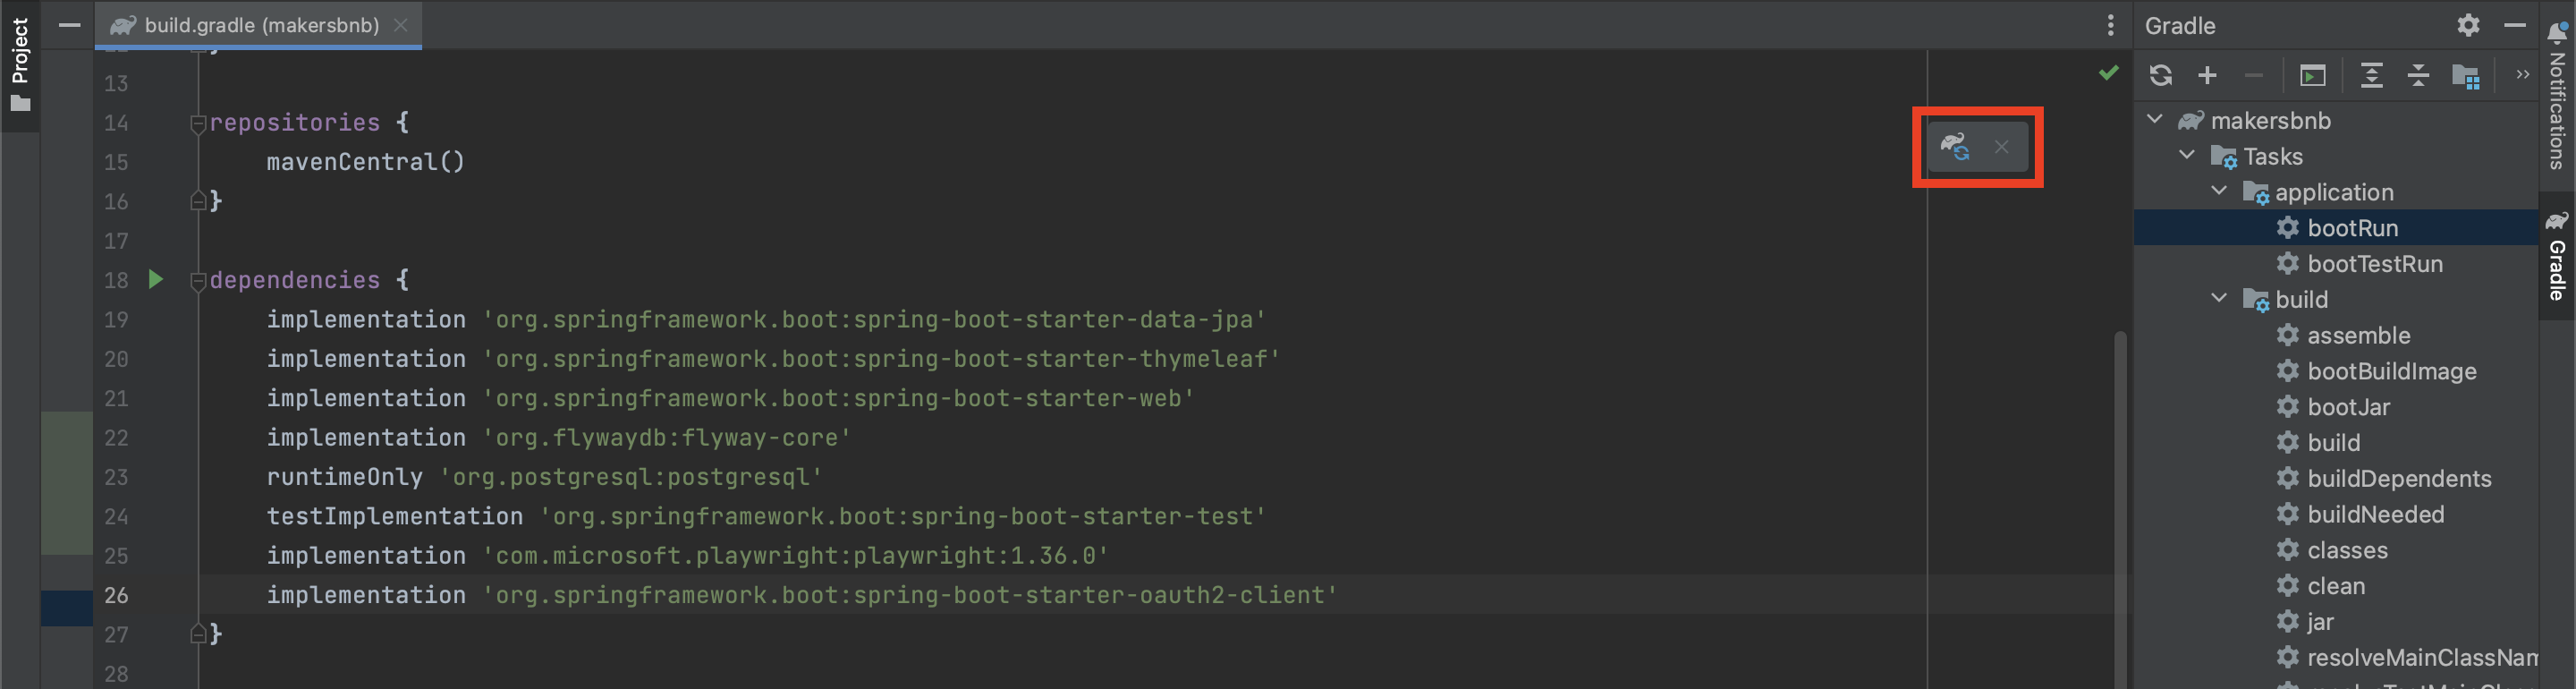 Project
build.gradle (makersbnb)
13
14 repositories {
15 mavenCentral()
16 }
17
18 dependencies {
19 implementation 'org.springframework.boot:spring-boot-starter-data-jpa'
20 implementation 'org.springframework.boot:spring-boot-starter-thymeleaf'
21 implementation 'org.springframework.boot:spring-boot-starter-web'
22 implementation 'org.flywaydb:flyway-core'
23 runtimeOnly 'org.postgresql:postgresql'
24 testImplementation 'org.springframework.boot:spring-boot-starter-test'
25 implementation 'com.microsoft.playwright:playwright:1.36.0'
26 implementation 'org.springframework.boot:spring-boot-starter-oauth2-client'
27 }
28
Gradle
makersbnb
Tasks
application
bootRun
bootTestRun
build
assemble
bootBuildImage
bootJar
build
buildDependents
buildNeeded
classes
clean
jar
resolveMainClassNam
Notifications
Gradle